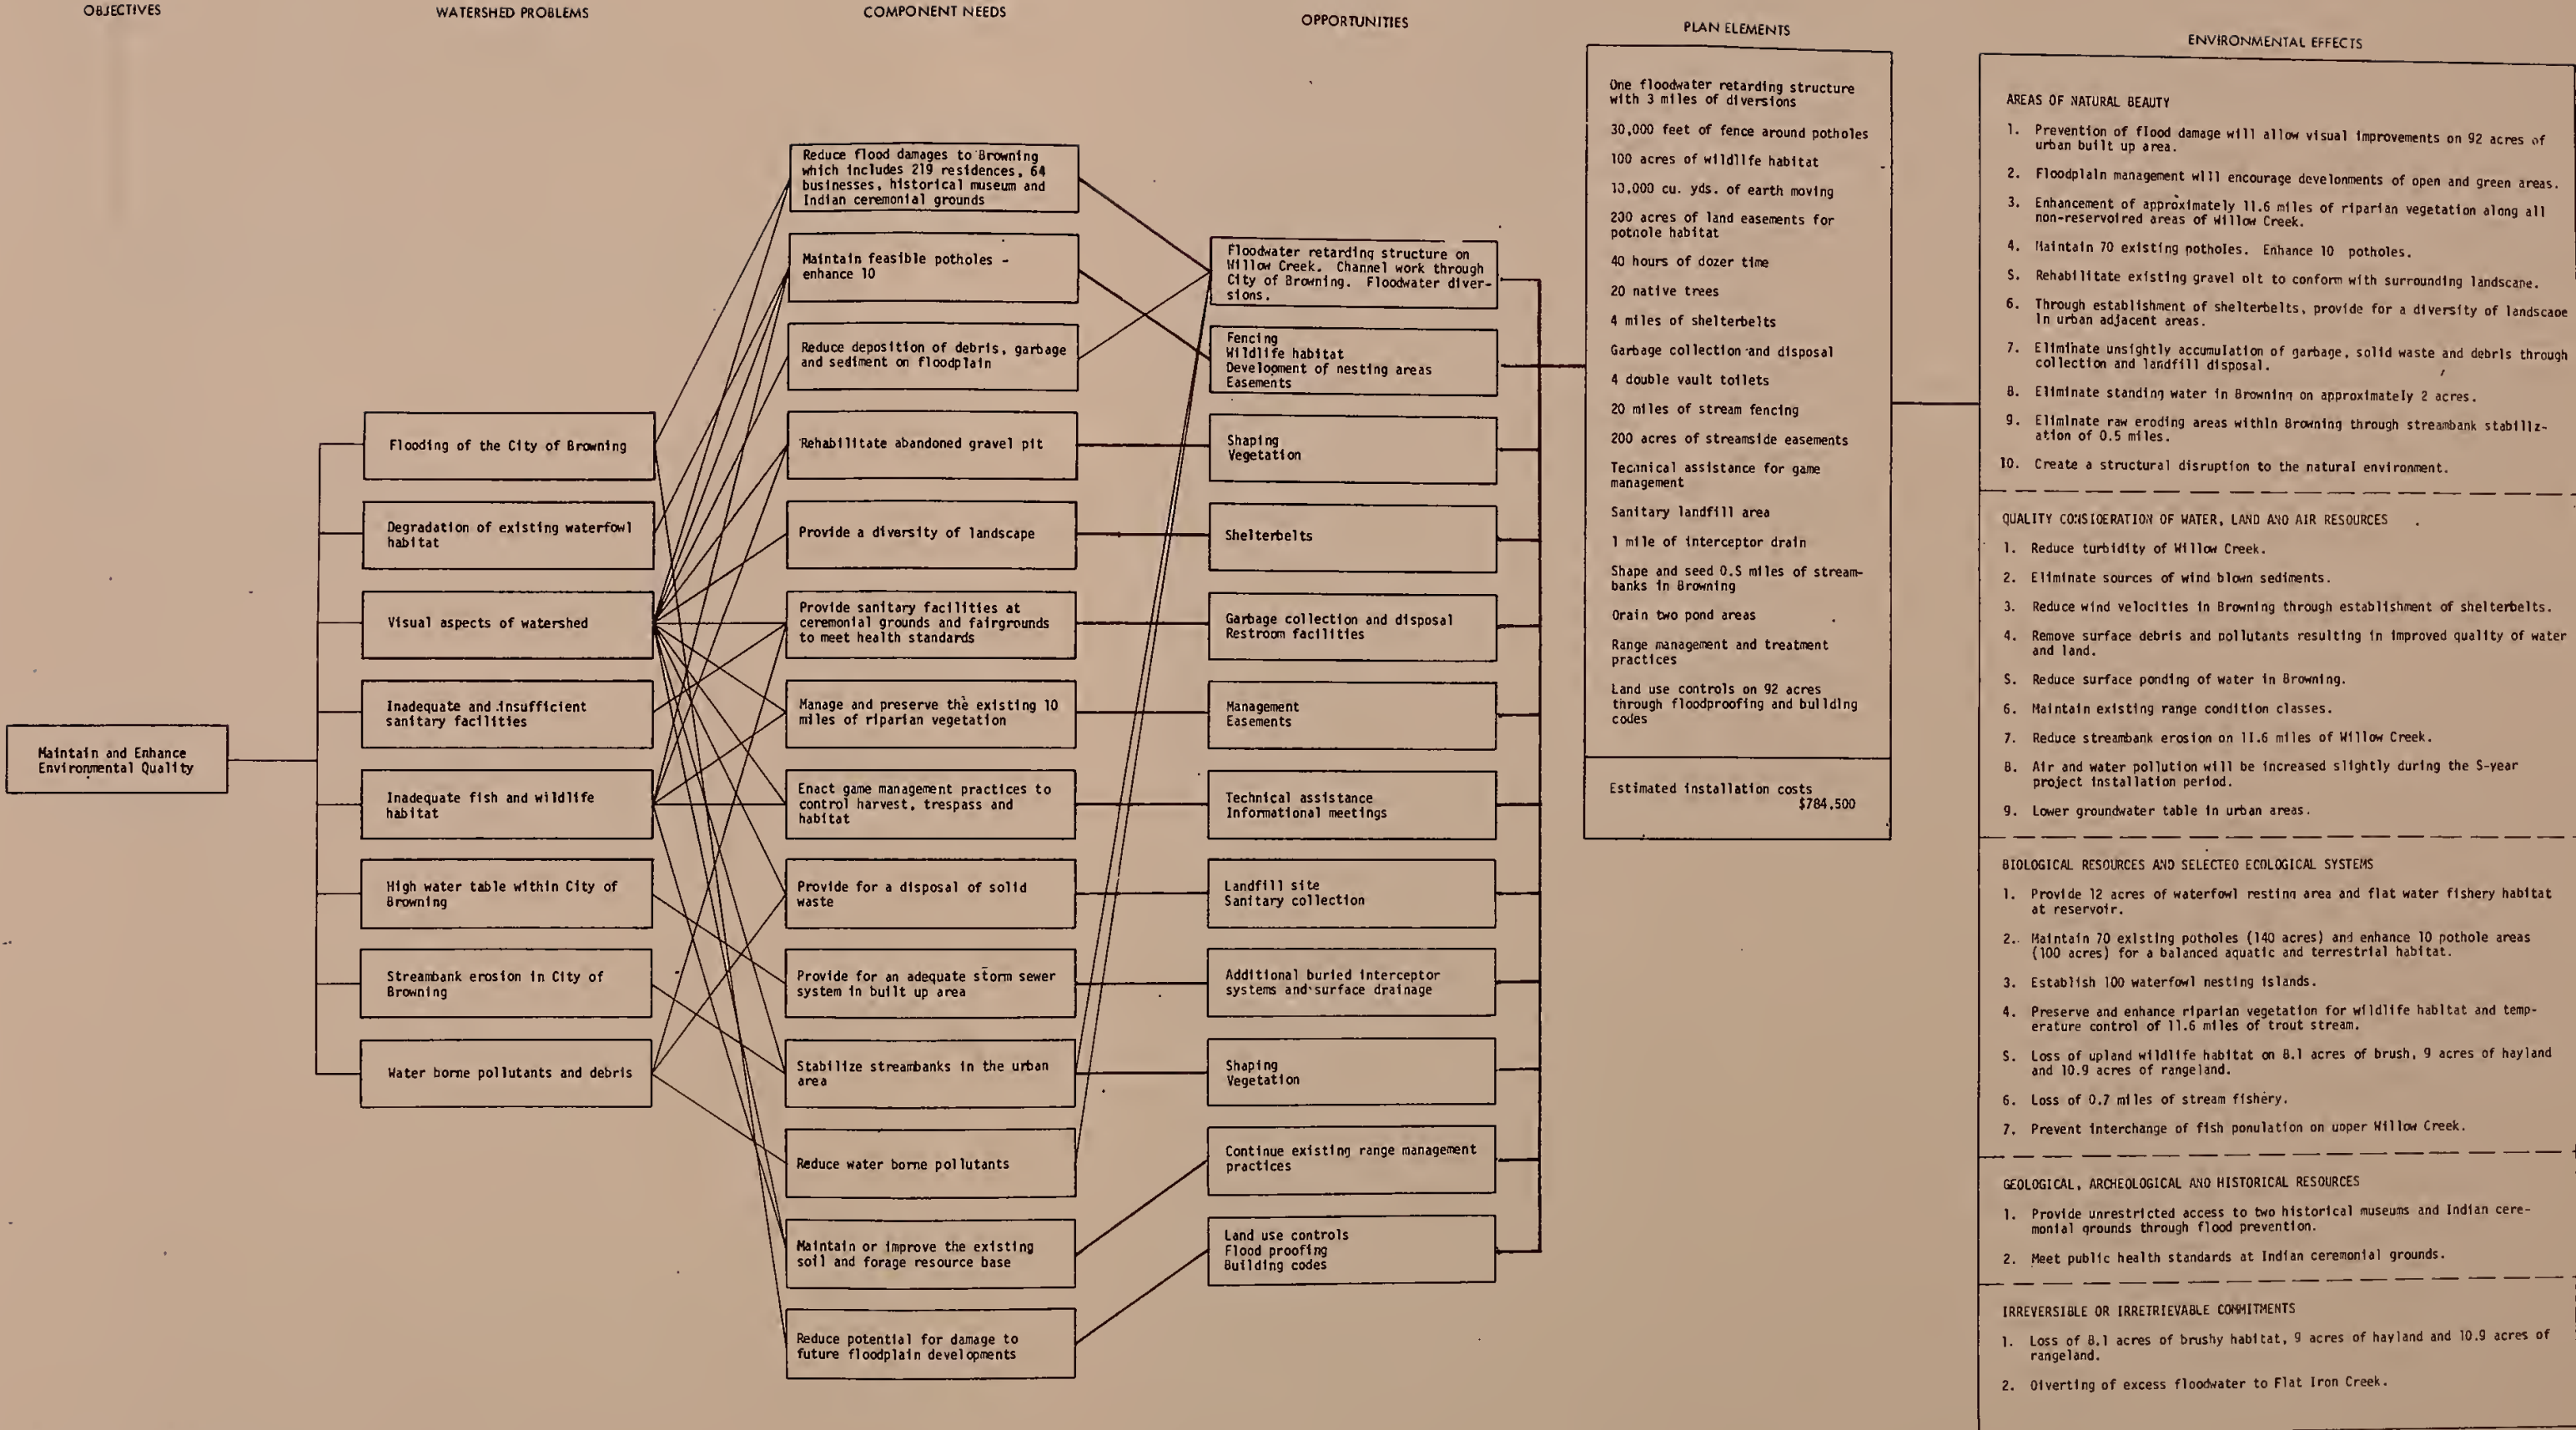 OBJECTIVES
WATERSHED PROBLEMS
COMPONENT NEEDS
OPPORTUNITIES
PLAN ELEMENTS
ENVIRONMENTAL EFFECTS
Maintain and Enhance
Environmental Quality
Flooding of the City of Browning
Degradation of existing waterfowl
habitat
Visual aspects of watershed
Inadequate and insufficient
sanitary facilities
Inadequate fish and wildlife
habitat
High water table within City of
Browning
Streambank erosion in City of
Browning
Water borne pollutants and debris
Reduce flood damages to Browning
which includes 219 residences, 64
businesses, historical museum and
Indian ceremonial grounds
Maintain feasible potholes -
enhance 10
Reduce deposition of debris, garbage
and sediment on floodplain
Rehabilitate abandoned gravel pit
Provide a diversity of landscape
Provide sanitary facilities at
ceremonial grounds and fairgrounds
to meet health standards
Manage and preserve the existing 10
miles of riparian vegetation
Enact game management practices to
control harvest, trespass and
habitat
Provide for a disposal of solid
waste
Provide for an adequate storm sewer
system in built up area
Stabilize streambanks in the urban
area
Reduce water borne pollutants
Maintain or improve the existing
soil and forage resource base
Reduce potential for damage to
future floodplain developments
Floodwater retarding structure on
Willow Creek. Channel work through
City of Browning. Floodwater diver-
sions.
Fencing
Wildlife habitat
Development of nesting areas
Easements
Shaping
Vegetation
Shelterbelts
Garbage collection and disposal
Restroom facilities
Management
Easements
Technical assistance
Informational meetings
Landfill site
Sanitary collection
Additional buried interceptor
systems and surface drainage
Shaping
Vegetation
Continue existing range management
practices
Land use controls
Flood proofing
Building codes
One floodwater retarding structure
with 3 miles of diversions
30,000 feet of fence around potholes
100 acres of wildlife habitat
10,000 cu. yds. of earth moving
200 acres of land easements for
pothole habitat
40 hours of dozer time
20 native trees
4 miles of shelterbelts
Garbage collection and disposal
4 double vault toilets
20 miles of stream fencing
200 acres of streamside easements
Technical assistance for game
management
Sanitary landfill area
1 mile of interceptor drain
Shape and seed 0.5 miles of stream-
banks in Browning
Drain two pond areas
Range management and treatment
practices
Land use controls on 92 acres
through floodproofing and building
codes
Estimated installation costs
$784,500
AREAS OF NATURAL BEAUTY
1. Prevention of flood damage will allow visual improvements on 92 acres of
urban built up area.
2. Floodplain management will encourage develonments of open and green areas.
3. Enhancement of approximately 11.6 miles of riparian vegetation along all
non-reservoired areas of Willow Creek.
4. Maintain 70 existing potholes. Enhance 10 potholes.
5. Rehabilitate existing gravel pit to conform with surrounding landscape.
6. Through establishment of shelterbelts, provide for a diversity of landscape
in urban adjacent areas.
7. Eliminate unsightly accumulation of garbage, solid waste and debris through
collection and landfill disposal.
8. Eliminate standing water in Browning on approximately 2 acres.
9. Eliminate raw eroding areas within Browning through streambank stabiliz-
ation of 0.5 miles.
10. Create a structural disruption to the natural environment.
QUALITY CONSIDERATION OF WATER, LAND AND AIR RESOURCES
1. Reduce turbidity of Willow Creek.
2. Eliminate sources of wind blown sediments.
3. Reduce wind velocities in Browning through establishment of shelterbelts.
4. Remove surface debris and pollutants resulting in improved quality of water
and land.
5. Reduce surface ponding of water in Browning.
6. Maintain existing range condition classes.
7. Reduce streambank erosion on 11.6 miles of Willow Creek.
8. Air and water pollution will be increased slightly during the 5-year
project installation period.
9. Lower groundwater table in urban areas.
BIOLOGICAL RESOURCES AND SELECTED ECOLOGICAL SYSTEMS
1. Provide 12 acres of waterfowl resting area and flat water fishery habitat
at reservoir.
2. Maintain 70 existing potholes (140 acres) and enhance 10 pothole areas
(100 acres) for a balanced aquatic and terrestrial habitat.
3. Establish 100 waterfowl nesting islands.
4. Preserve and enhance riparian vegetation for wildlife habitat and temp-
erature control of 11.6 miles of trout stream.
5. Loss of upland wildlife habitat on 8.1 acres of brush, 9 acres of hayland
and 10.9 acres of rangeland.
6. Loss of 0.7 miles of stream fishery.
7. Prevent interchange of fish ponulation on upper Willow Creek.
GEOLOGICAL, ARCHEOLOGICAL AND HISTORICAL RESOURCES
1. Provide unrestricted access to two historical museums and Indian cere-
monial grounds through flood prevention.
2. Meet public health standards at Indian ceremonial grounds.
IRREVERSIBLE OR IRRETRIEVABLE COMMITMENTS
1. Loss of 8.1 acres of brushy habitat, 9 acres of hayland and 10.9 acres of
rangeland.
2. Diverting of excess floodwater to Flat Iron Creek.